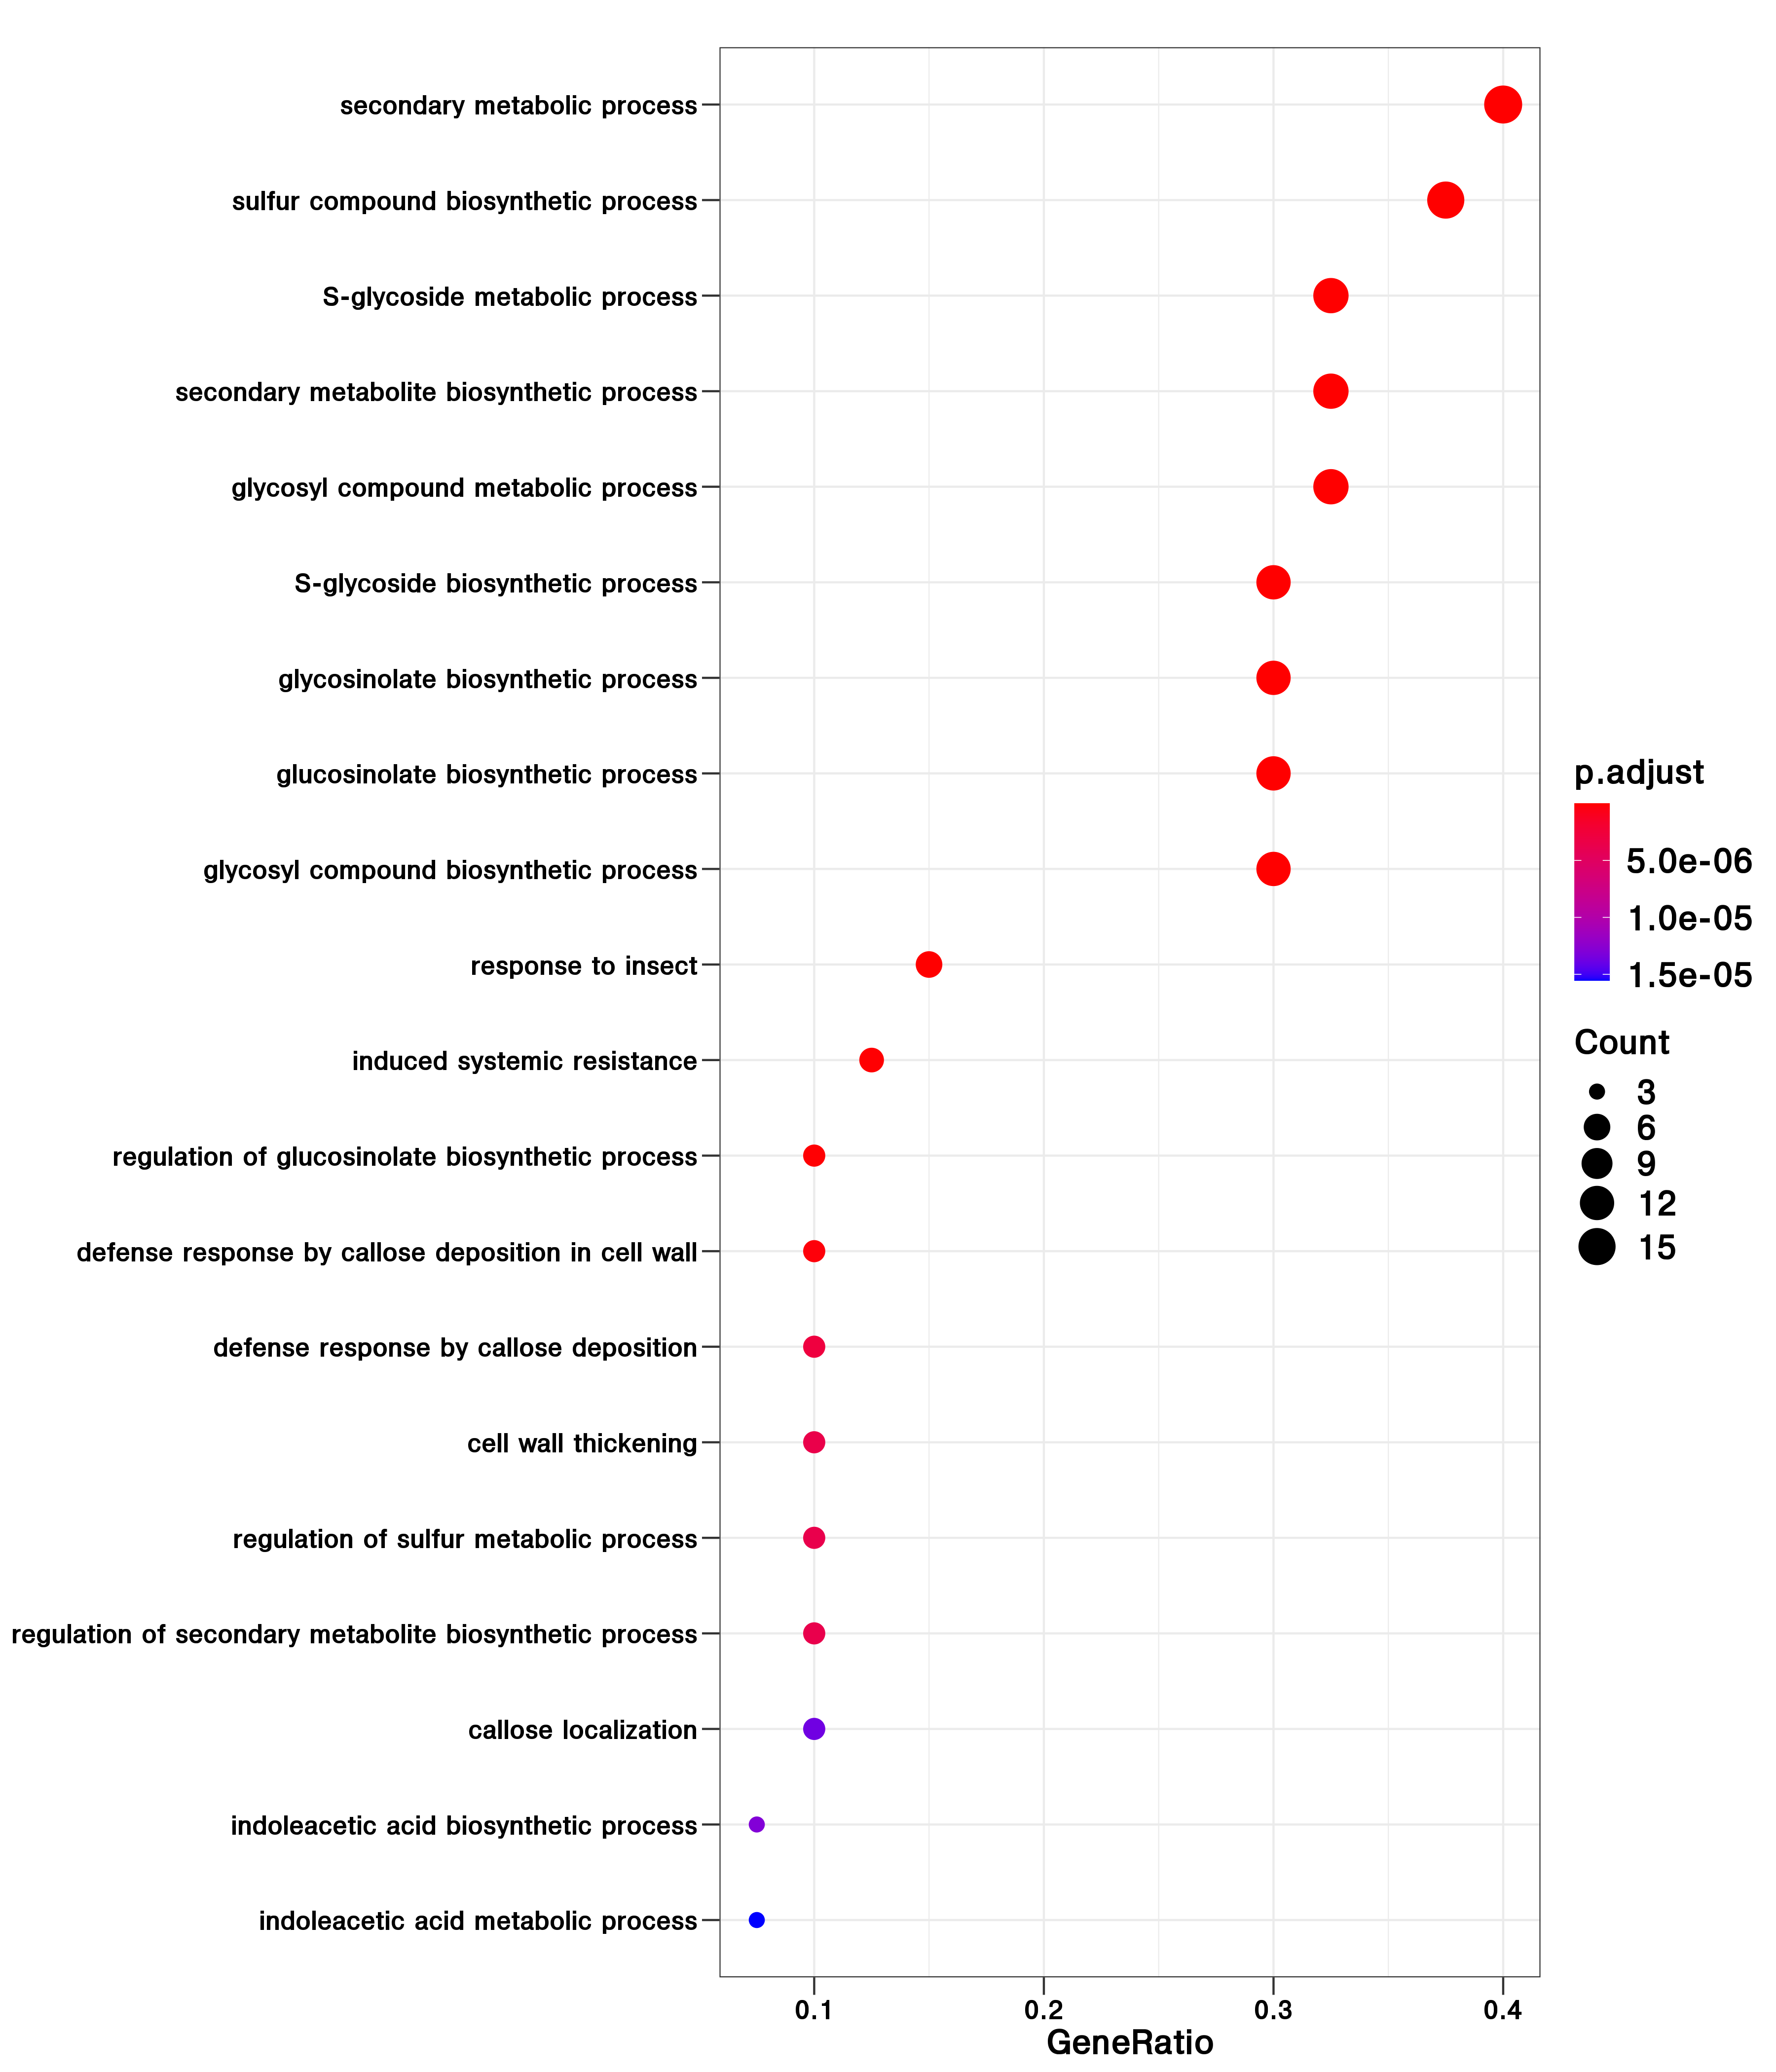 secondary metabolic process
sulfur compound biosynthetic process
S-glycoside metabolic process
secondary metabolite biosynthetic process
glycosyl compound metabolic process
S-glycoside biosynthetic process
glycosinolate biosynthetic process
glucosinolate biosynthetic process
glycosyl compound biosynthetic process
response to insect
induced systemic resistance
regulation of glucosinolate biosynthetic process
defense response by callose deposition in cell wall
defense response by callose deposition
cell wall thickening
regulation of sulfur metabolic process
regulation of secondary metabolite biosynthetic process
callose localization
indoleacetic acid biosynthetic process
indoleacetic acid metabolic process
0.1 0.2 0.3 0.4
GeneRatio
p.adjust
5.0e-06
1.0e-05
1.5e-05
Count
3
6
9
12
15